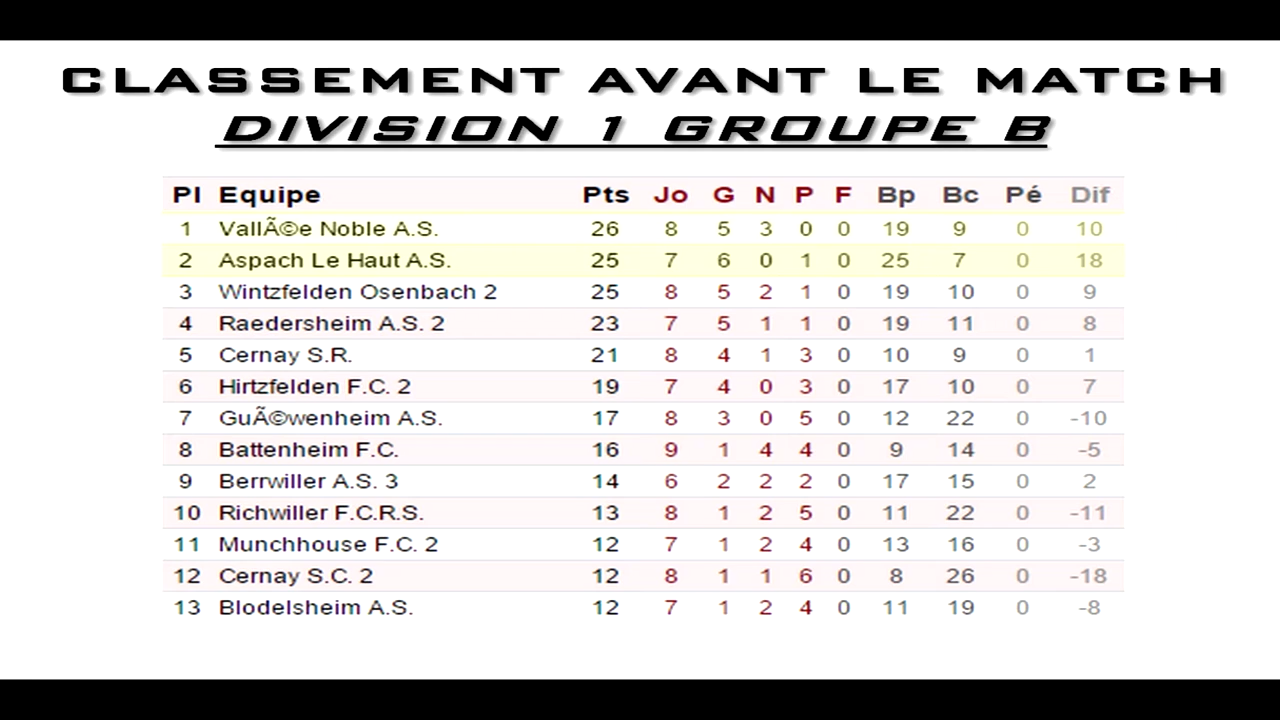 CLASSEMENT AVANT LE MATCH
DIVISION 1 GROUPE B
Pl Equipe Pts Jo G N P F Bp Bc Pé Dif
1 VallÃ©e Noble A.S. 26 8 5 3 0 0 19 9 0 10
2 Aspach Le Haut A.S. 25 7 6 0 1 0 25 7 0 18
3 Wintzfelden Osenbach 2 25 8 5 2 1 0 19 10 0 9
4 Raedersheim A.S. 2 23 7 5 1 1 0 19 11 0 8
5 Cernay S.R. 21 8 4 1 3 0 10 9 0 1
6 Hirtzfelden F.C. 2 19 7 4 0 3 0 17 10 0 7
7 GuÃ©wenheim A.S. 17 8 3 0 5 0 12 22 0 -10
8 Battenheim F.C. 16 9 1 4 4 0 9 14 0 -5
9 Berrwiller A.S. 3 14 6 2 2 2 0 17 15 0 2
10 Richwiller F.C.R.S. 13 8 1 2 5 0 11 22 0 -11
11 Munchhouse F.C. 2 12 7 1 2 4 0 13 16 0 -3
12 Cernay S.C. 2 12 8 1 1 6 0 8 26 0 -18
13 Blodelsheim A.S. 12 7 1 2 4 0 11 19 0 -8